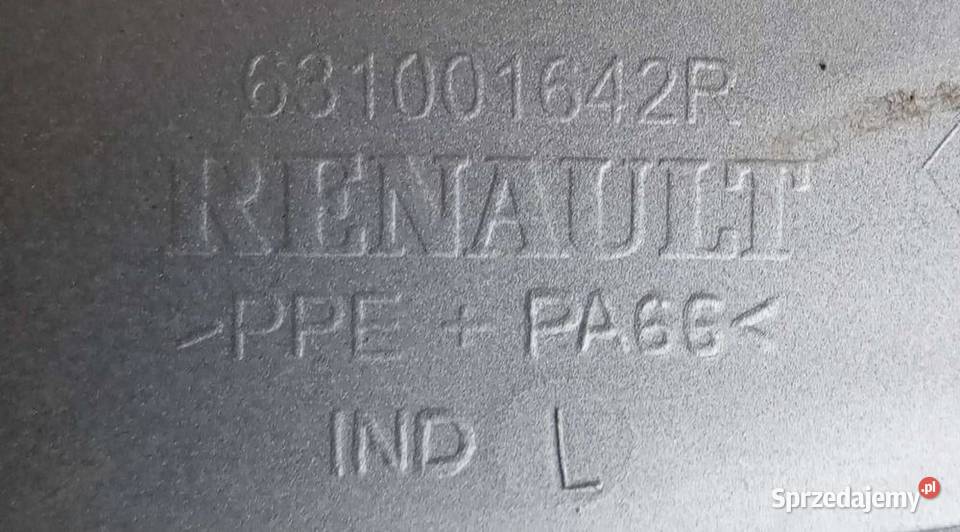 631001642R
RENAULT
>PPE + PA66<
IND L
Sprzedajemy.pl